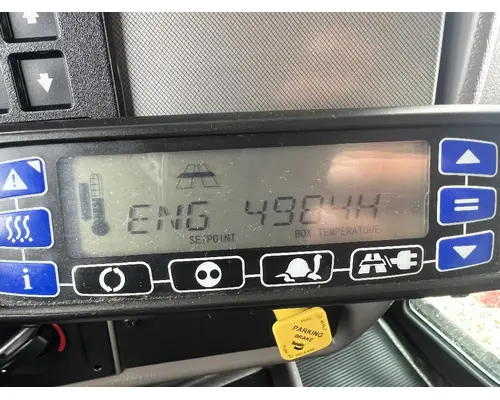 ENG 4984H
SETPOINT BOX TEMPERATURE
i
PARKING
BRAKE